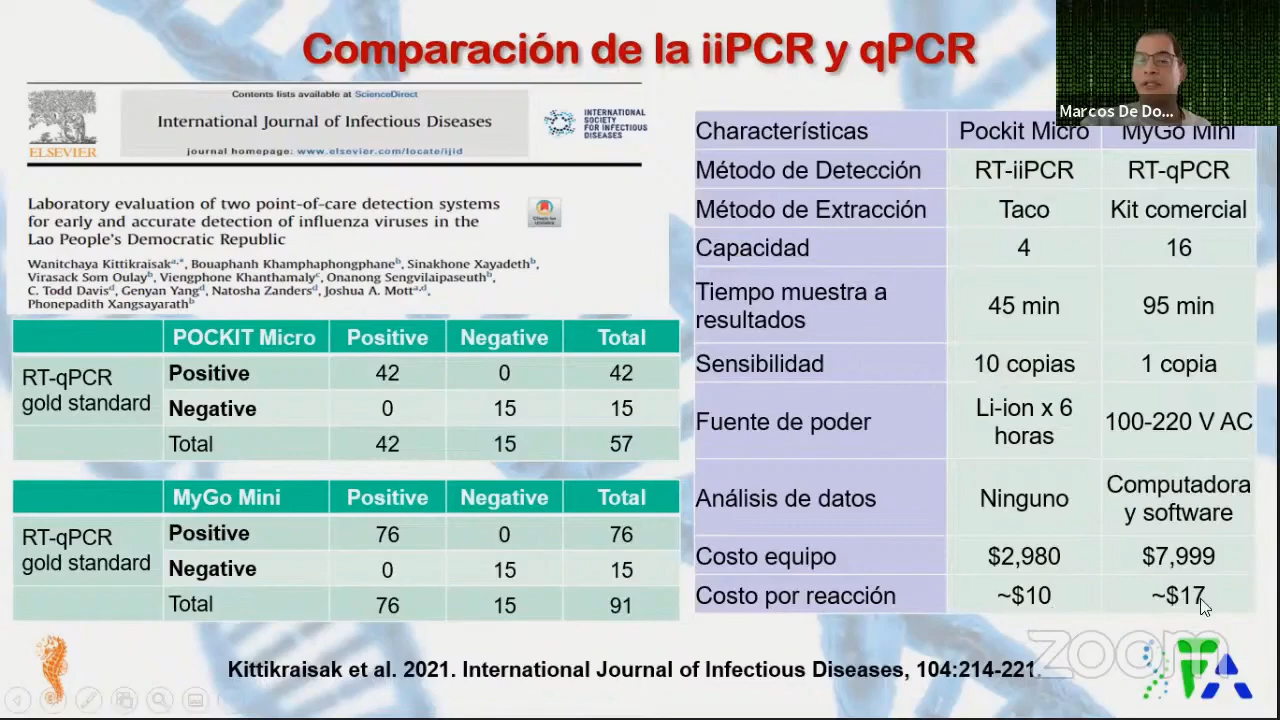 Comparación de la iiPCR y qPCR
Marcos De Do...
Contents lists available at ScienceDirect
International Journal of Infectious Diseases
journal homepage: www.elsevier.com/locate/ijid
ELSEVIER
INTERNATIONAL
SOCIETY
FOR INFECTIOUS
DISEASES
Laboratory evaluation of two point-of-care detection systems
for early and accurate detection of influenza viruses in the
Lao People's Democratic Republic
Check for
updates
Wanitchaya Kittikraisak a,*, Bouaphanh Khamphaphongphane b, Sinakhone Xayadeth b,
Virasack Som Oulay b, Viengphone Khanthamaly c, Onanong Sengvilaipaseuth b,
C. Todd Davis d, Genyan Yang d, Natosha Zanders d, Joshua A. Mott a,d,
Phonepadith Xangsayarath b
POCKIT Micro Positive Negative Total
RT-qPCR gold standard
Positive 42 0 42
Negative 0 15 15
Total 42 15 57
MyGo Mini Positive Negative Total
RT-qPCR gold standard
Positive 76 0 76
Negative 0 15 15
Total 76 15 91
Características Pockit Micro MyGo Mini
Método de Detección RT-iiPCR RT-qPCR
Método de Extracción Taco Kit comercial
Capacidad 4 16
Tiempo muestra a resultados 45 min 95 min
Sensibilidad 10 copias 1 copia
Fuente de poder Li-ion x 6 horas 100-220 V AC
Análisis de datos Ninguno Computadora y software
Costo equipo $2,980 $7,999
Costo por reacción ~$10 ~$17
Kittikraisak et al. 2021. International Journal of Infectious Diseases, 104:214-221.
zoom